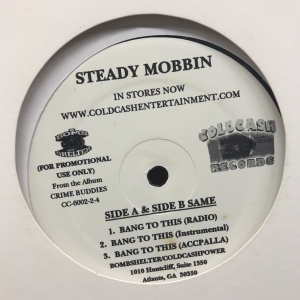 STEADY MOBBIN
IN STORES NOW
WWW.COLDCASHENTERTAINMENT.COM
BOMB
SHELTER
COLDCASH
RECORDS
(FOR PROMOTIONAL
USE ONLY)
From the Album
CRIME BUDDIES
CC-6002-2-4
SIDE A & SIDE B SAME
1. BANG TO THIS (RADIO)
2. BANG TO THIS (Instrumental)
3. BANG TO THIS (ACCPALLA)
BOMBSHELTER/COLDCASHPOWER
1010 Huntcliff, Suite 1350
Atlanta, GA 30350